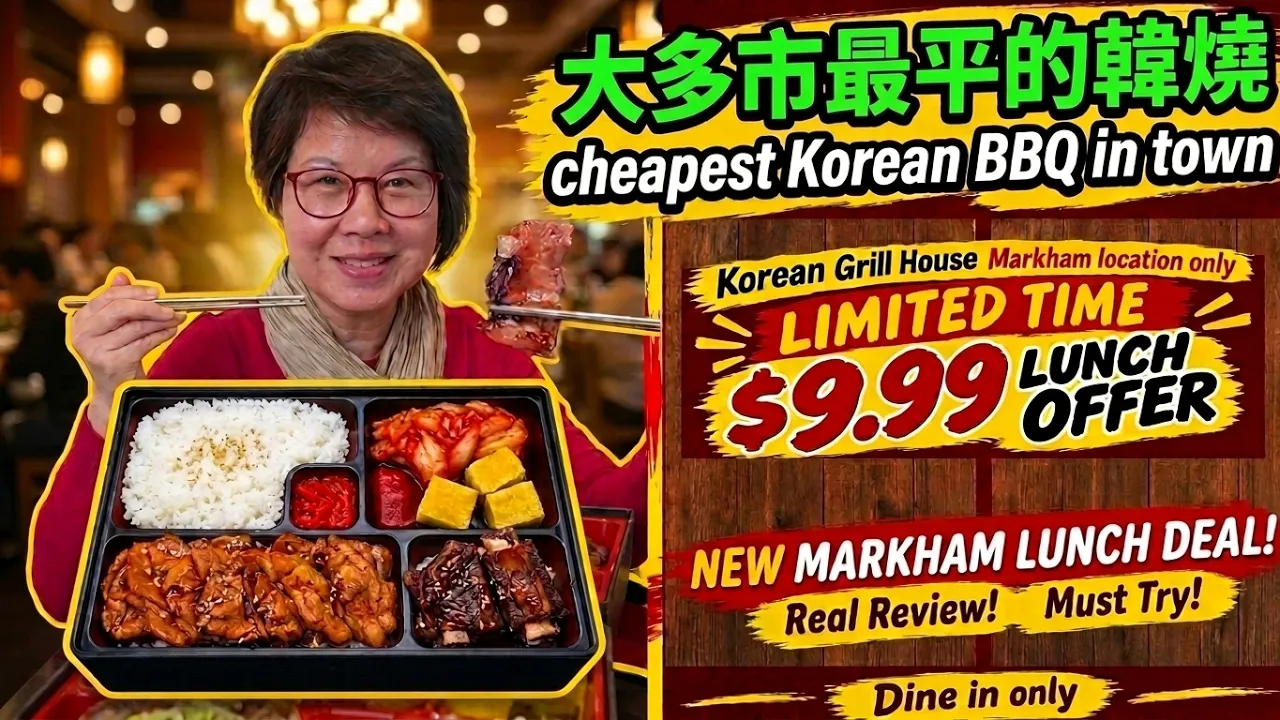 大多市最平的韓燒
cheapest Korean BBQ in town
Korean Grill House Markham location only
LIMITED TIME
$9.99 LUNCH OFFER
NEW MARKHAM LUNCH DEAL!
Real Review! Must Try!
Dine in only